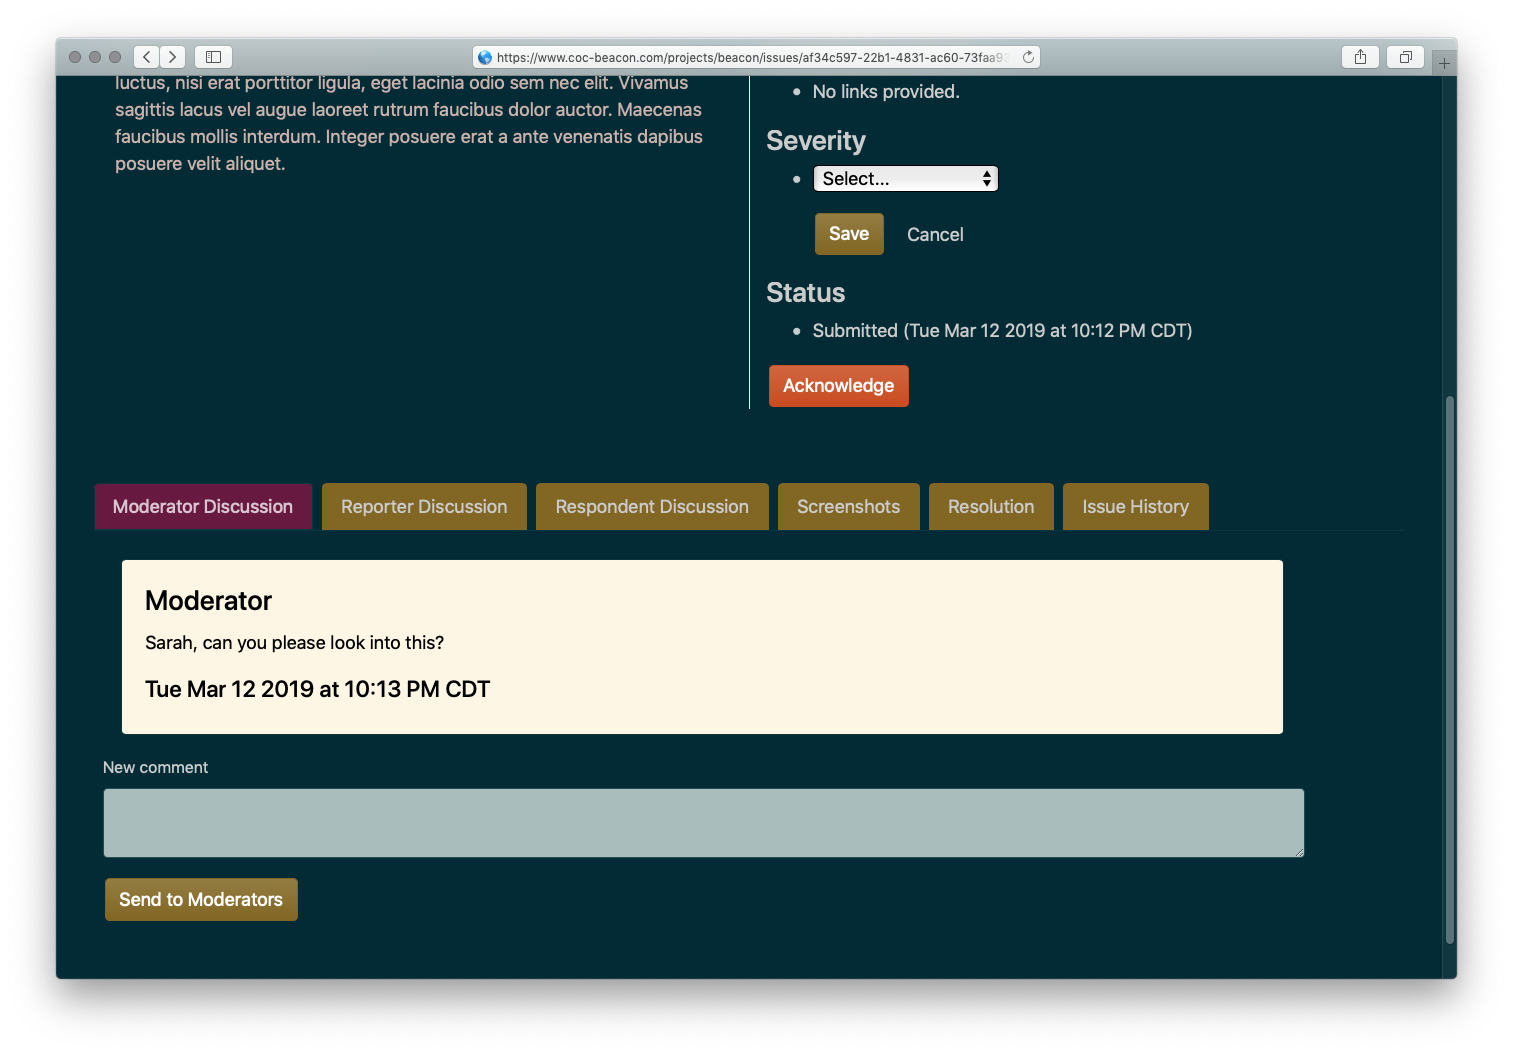 https://www.coc-beacon.com/projects/beacon/issues/af34c597-22b1-4831-ac60-73faa93
luctus, nisi erat porttitor ligula, eget lacinia odio sem nec elit. Vivamus
sagittis lacus vel augue laoreet rutrum faucibus dolor auctor. Maecenas
faucibus mollis interdum. Integer posuere erat a ante venenatis dapibus
posuere velit aliquet.
• No links provided.
Severity
• Select...
Save Cancel
Status
• Submitted (Tue Mar 12 2019 at 10:12 PM CDT)
Acknowledge
Moderator Discussion Reporter Discussion Respondent Discussion Screenshots Resolution Issue History
Moderator
Sarah, can you please look into this?
Tue Mar 12 2019 at 10:13 PM CDT
New comment
Send to Moderators